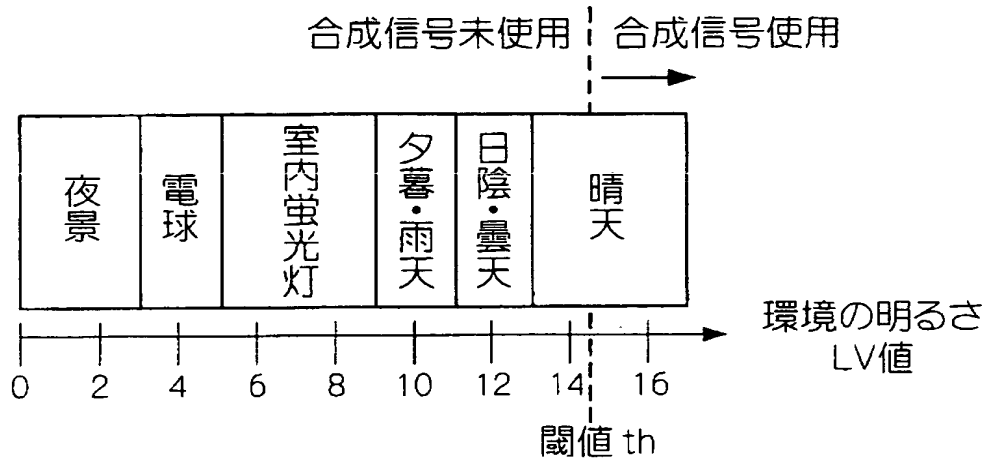 合成信号未使用
合成信号使用
夜景
電球
室内蛍光灯
夕暮・雨天
日陰・曇天
晴天
0 2 4 6 8 10 12 14 16
環境の明るさ
LV値
閾値 th